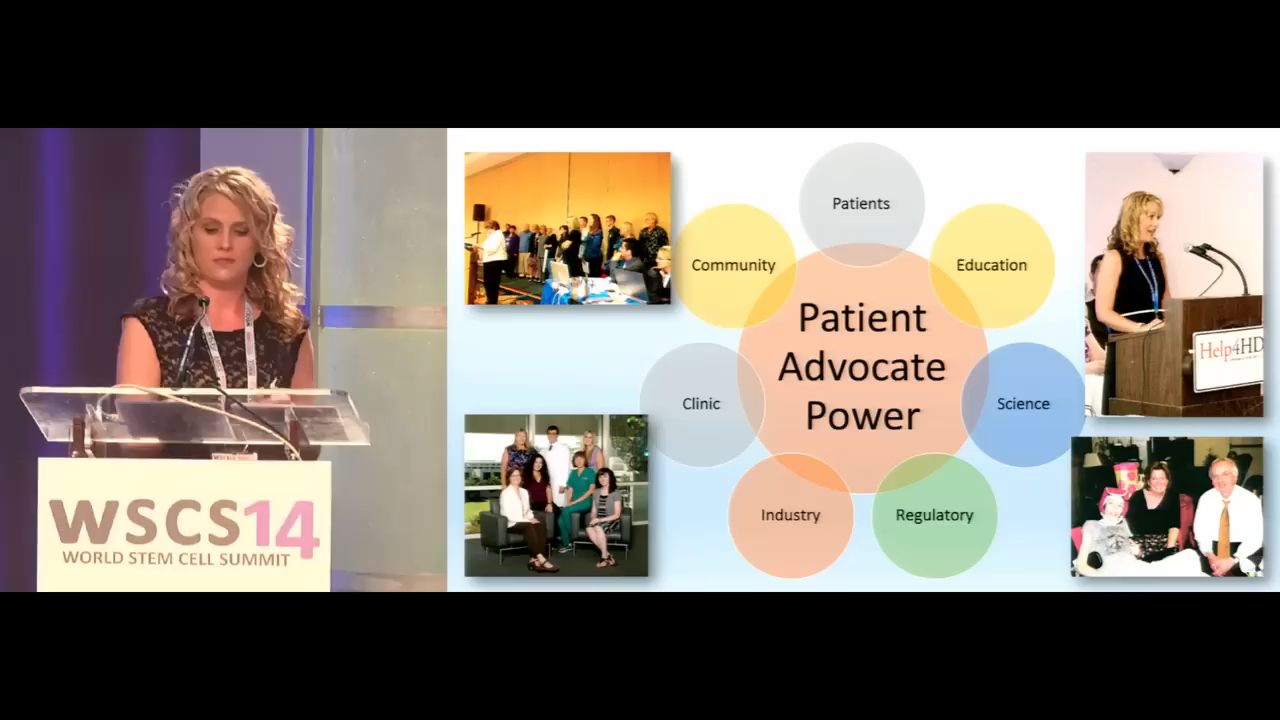 WSCS14
WORLD STEM CELL SUMMIT
Patients
Community
Education
Patient
Advocate
Power
Clinic
Science
Industry
Regulatory
Help4HD